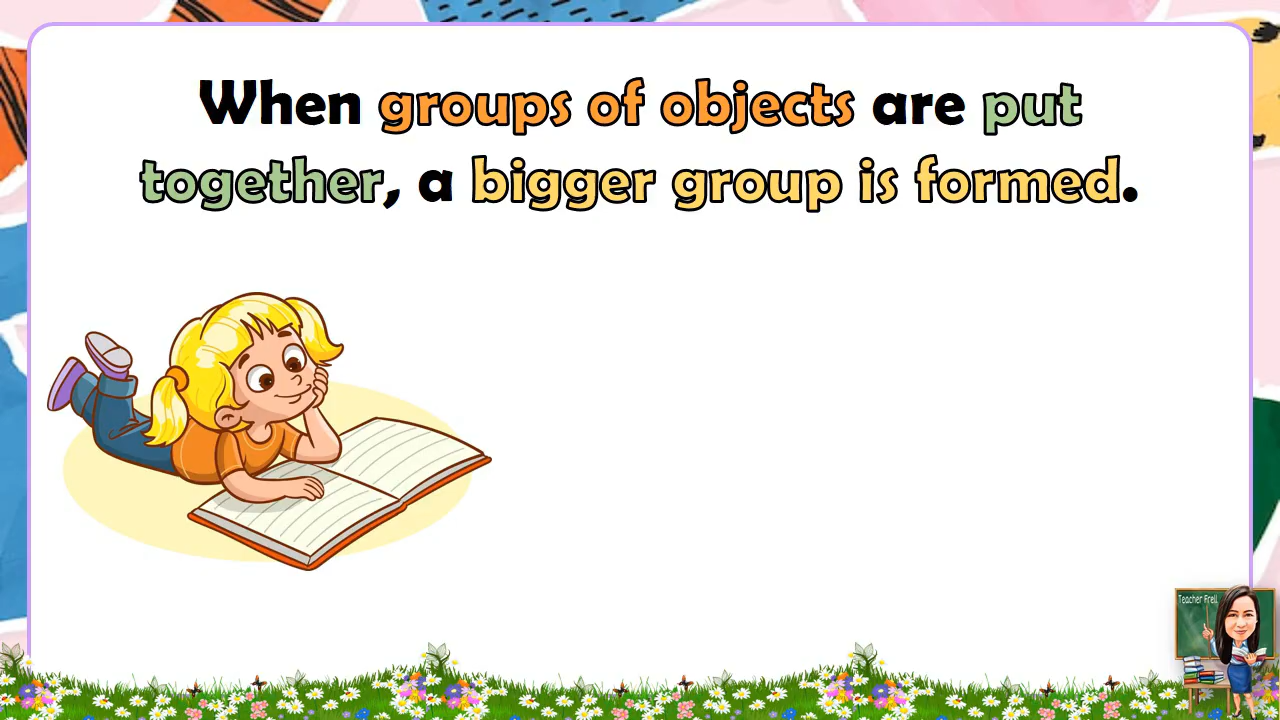 When groups of objects are put
together, a bigger group is formed.
Teacher Frell